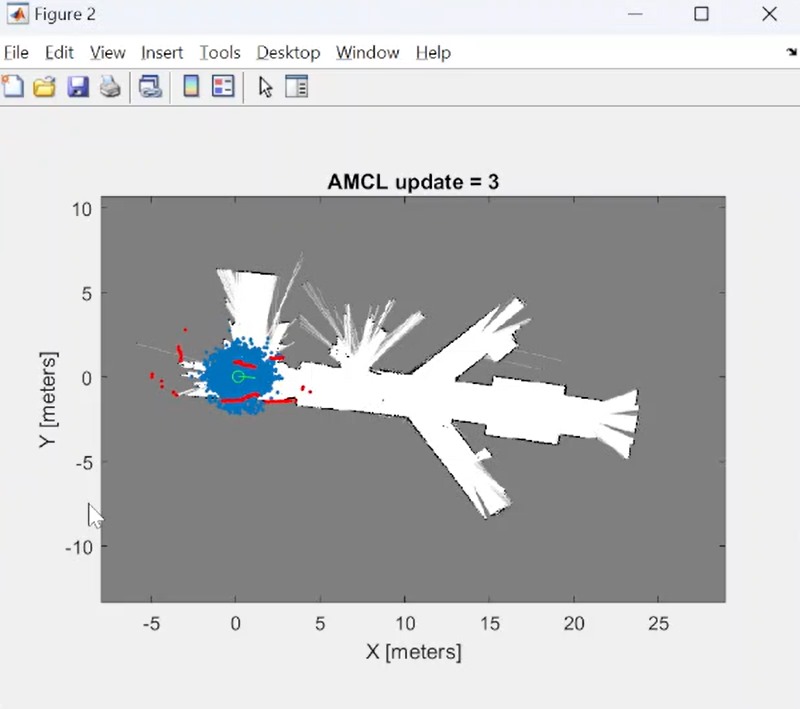 Figure 2
File Edit View Insert Tools Desktop Window Help
AMCL update = 3
10
5
0
-5
-10
Y [meters]
-5 0 5 10 15 20 25
X [meters]